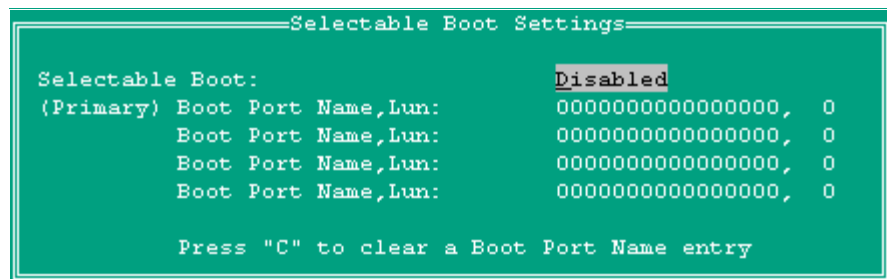 Selectable Boot Settings
Selectable Boot: Disabled
(Primary) Boot Port Name,Lun: 0000000000000000, 0
Boot Port Name,Lun: 0000000000000000, 0
Boot Port Name,Lun: 0000000000000000, 0
Boot Port Name,Lun: 0000000000000000, 0
Press "C" to clear a Boot Port Name entry